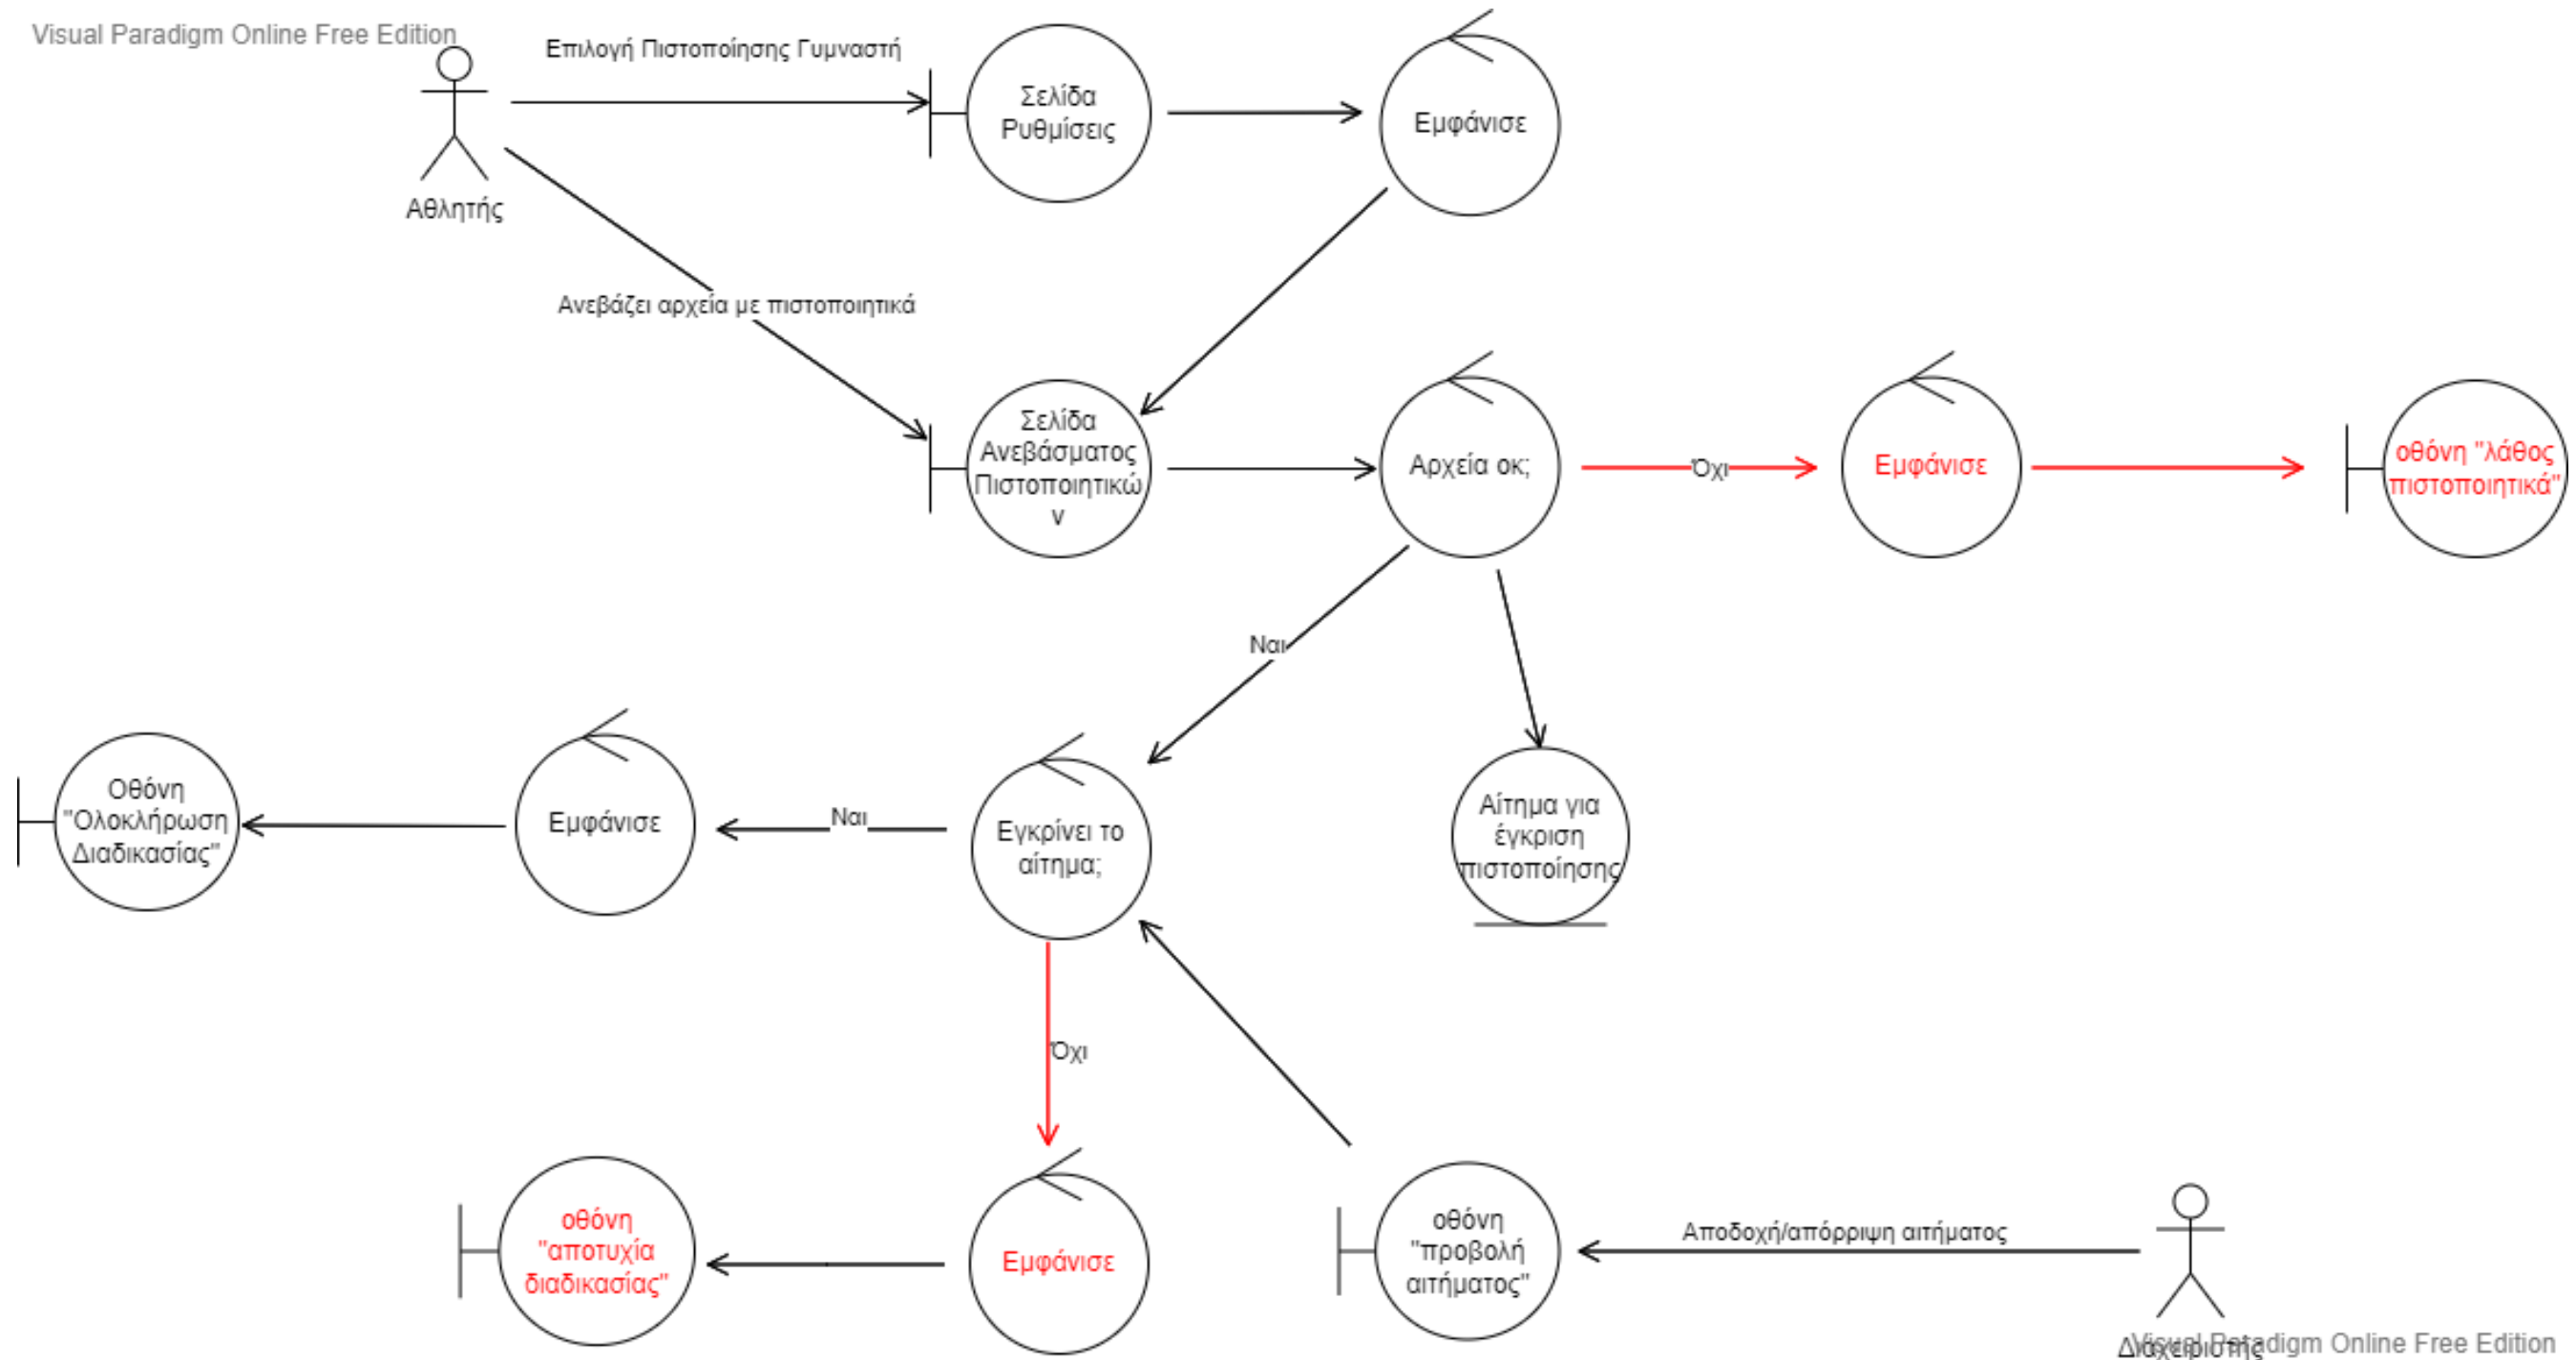 Visual Paradigm Online Free Edition
Επιλογή Πιστοποίησης Γυμναστή
Σελίδα
Ρυθμίσεις
Εμφάνισε
Αθλητής
Ανεβάζει αρχεία με πιστοποιητικά
Σελίδα
Ανεβάσματος
Πιστοποιητικώ
ν
Αρχεία οκ;
Όχι
Εμφάνισε
οθόνη "λάθος
πιστοποιητικά"
Ναι
Οθόνη
"Ολοκλήρωση
Διαδικασίας"
Εμφάνισε
Ναι
Εγκρίνει το
αίτημα;
Αίτημα για
έγκριση
πιστοποίησης
Όχι
οθόνη
"αποτυχία
διαδικασίας"
Εμφάνισε
οθόνη
"προβολή
αιτήματος"
Αποδοχή/απόρριψη αιτήματος
Διαχειριστής
Visual Paradigm Online Free Edition